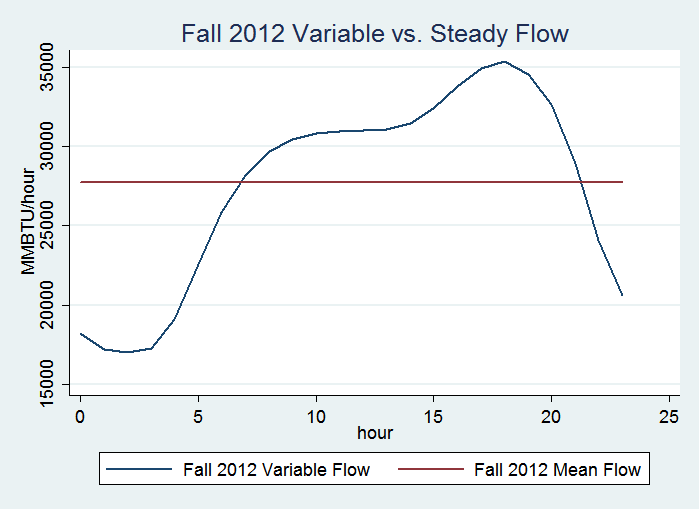 Fall 2012 Variable vs. Steady Flow
MMBTU/hour
35000
30000
25000
20000
15000
0 5 10 15 20 25
hour
Fall 2012 Variable Flow Fall 2012 Mean Flow